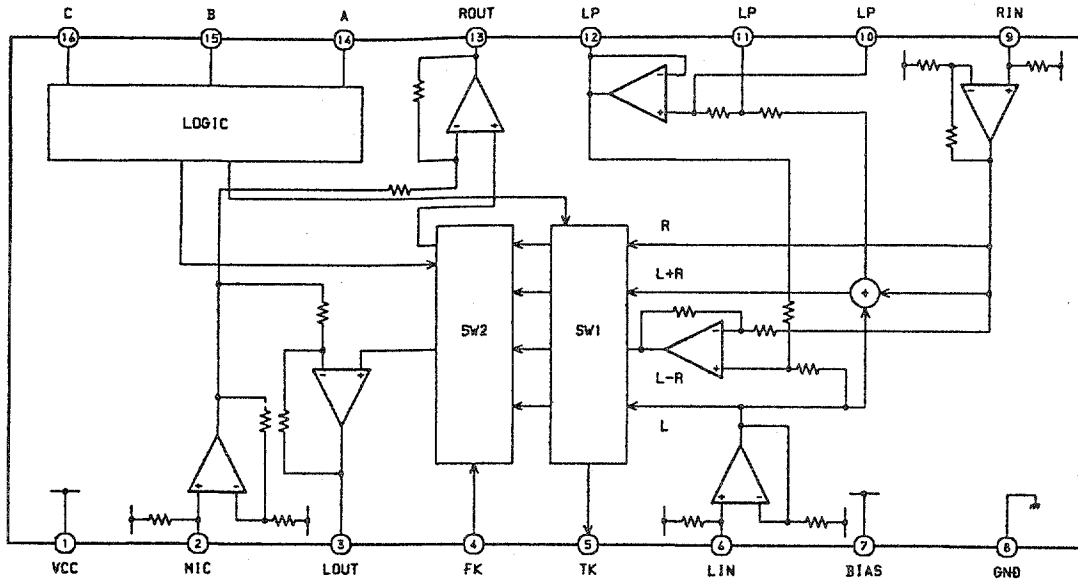 C B A ROUT LP LP LP RIN
16 15 14 13 12 11 10 9
LOGIC
- +
-
+
- +
R
L+R
+
SW2 SW1
-
+
L-R
- +
L
+ -
+ -
1 2 3 4 5 6 7 8
VCC MIC LOUT FK TK LIN BIAS GND